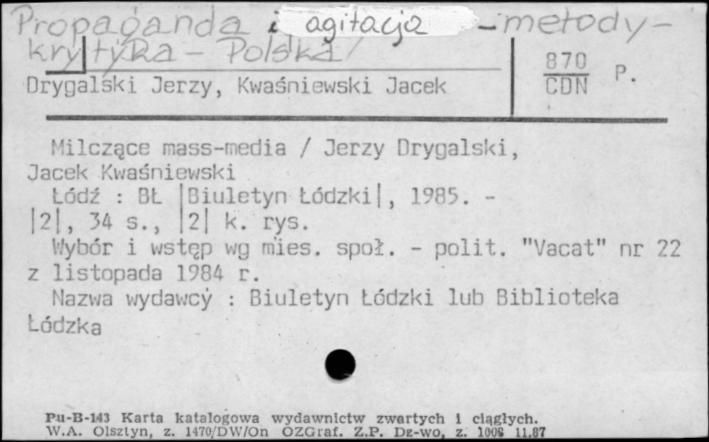 Propaganda i agitacja - metody -
krytyka - Polska
870
CDN P.
Drygalski Jerzy, Kwaśniewski Jacek
Milczące mass-media / Jerzy Drygalski,
Jacek Kwaśniewski
Łódź : BŁ |Biuletyn Łódzki|, 1985. -
|2|, 34 s., |2| k. rys.
Wybór i wstęp wg mies. społ. - polit. "Vacat" nr 22
z listopada 1984 r.
Nazwa wydawcy : Biuletyn Łódzki lub Biblioteka
Łódzka
Pu-B-143 Karta katalogowa wydawnictw zwartych i ciągłych.
W.A. Olsztyn, z. 1470/DW/On OZGraf. Z.P. Dz-wo, z. 1008 11.87